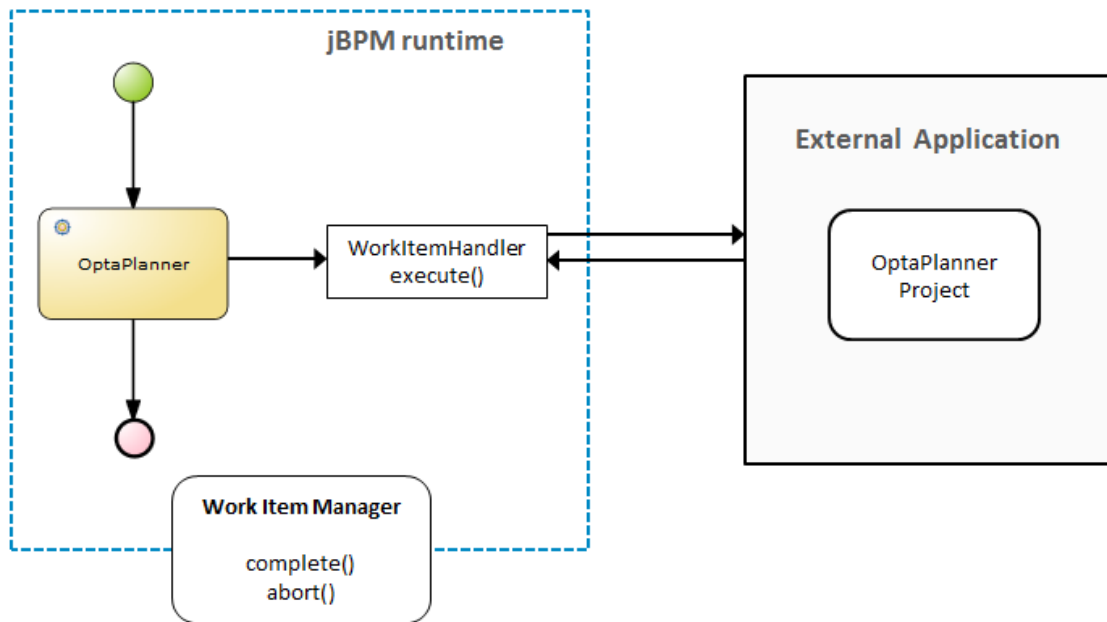 jBPM runtime
External Application
OptaPlanner
WorkItemHandler
execute()
OptaPlanner
Project
Work Item Manager
complete()
abort()